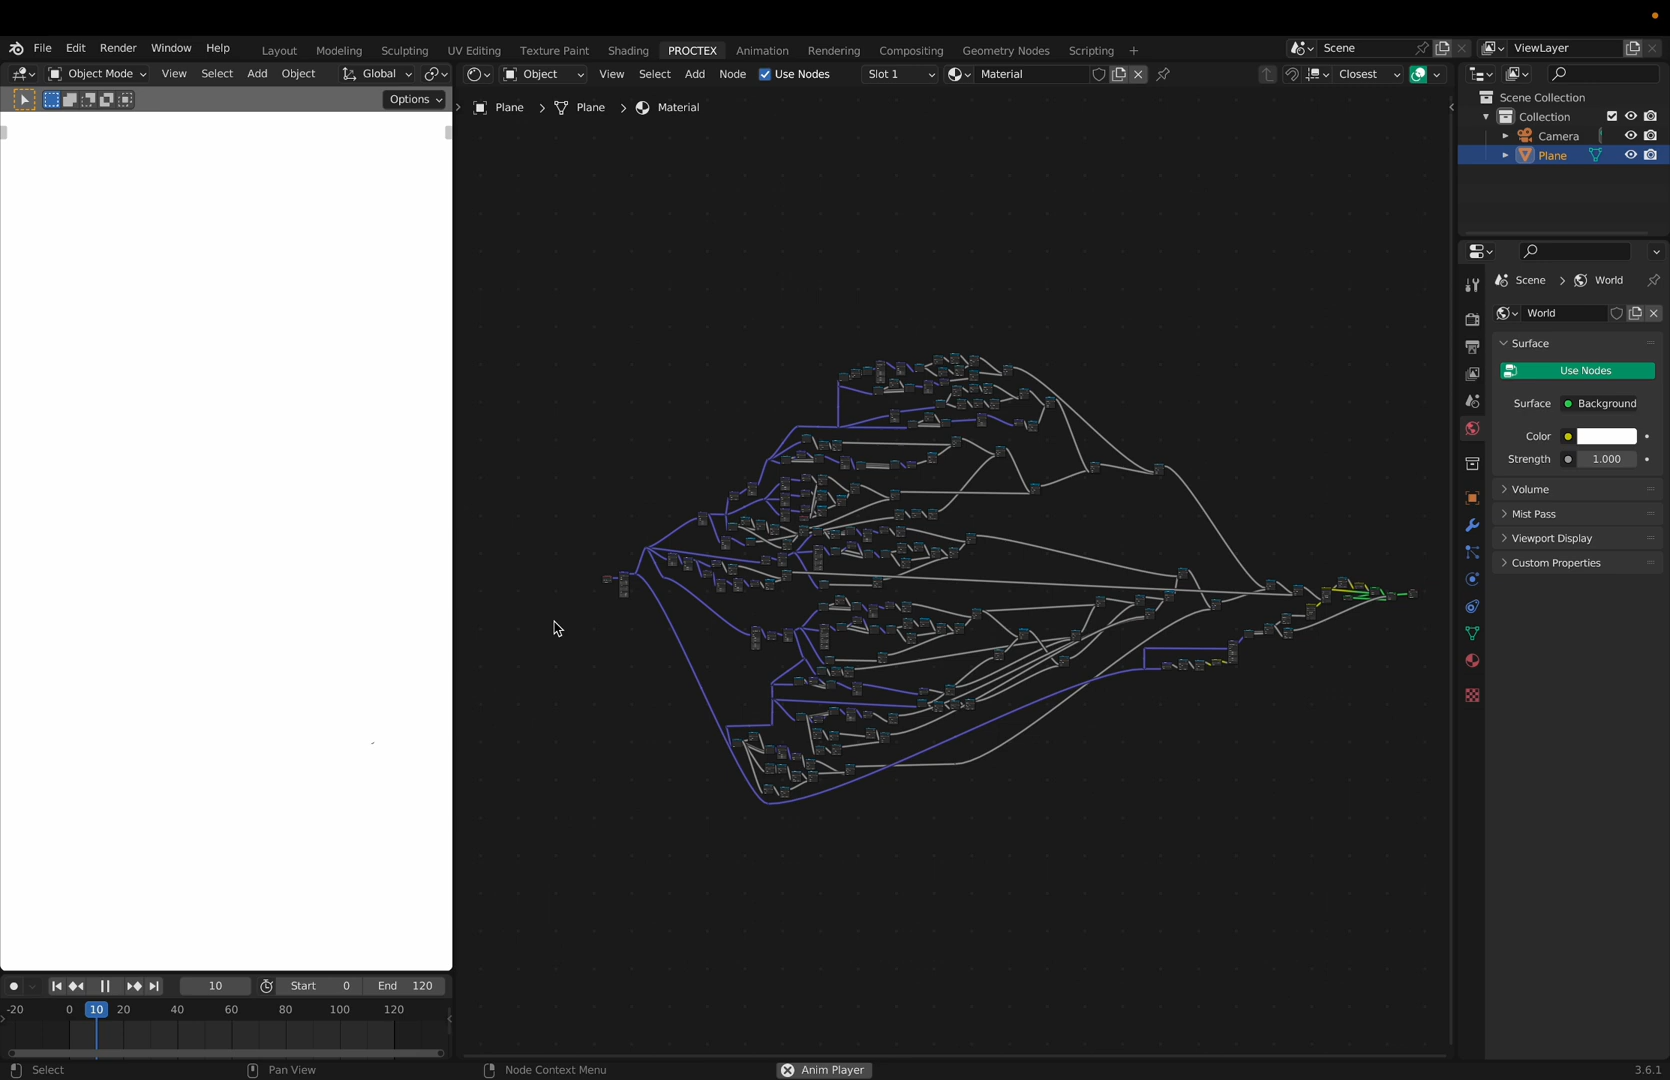 File Edit Render Window Help Layout Modeling Sculpting UV Editing Texture Paint Shading PROCTEX Animation Rendering Compositing Geometry Nodes Scripting + Scene ViewLayer
Object Mode View Select Add Object Global Object View Select Add Node Use Nodes Slot 1 Material Closest
Options
Plane Plane Material
Scene Collection
Collection
Camera
Plane
Scene World
World
Surface
Use Nodes
Surface Background
Color
Strength 1.000
Volume
Mist Pass
Viewport Display
Custom Properties
10 Start 0 End 120
-20 0 10 20 40 60 80 100 120
Select Pan View Node Context Menu Anim Player 3.6.1